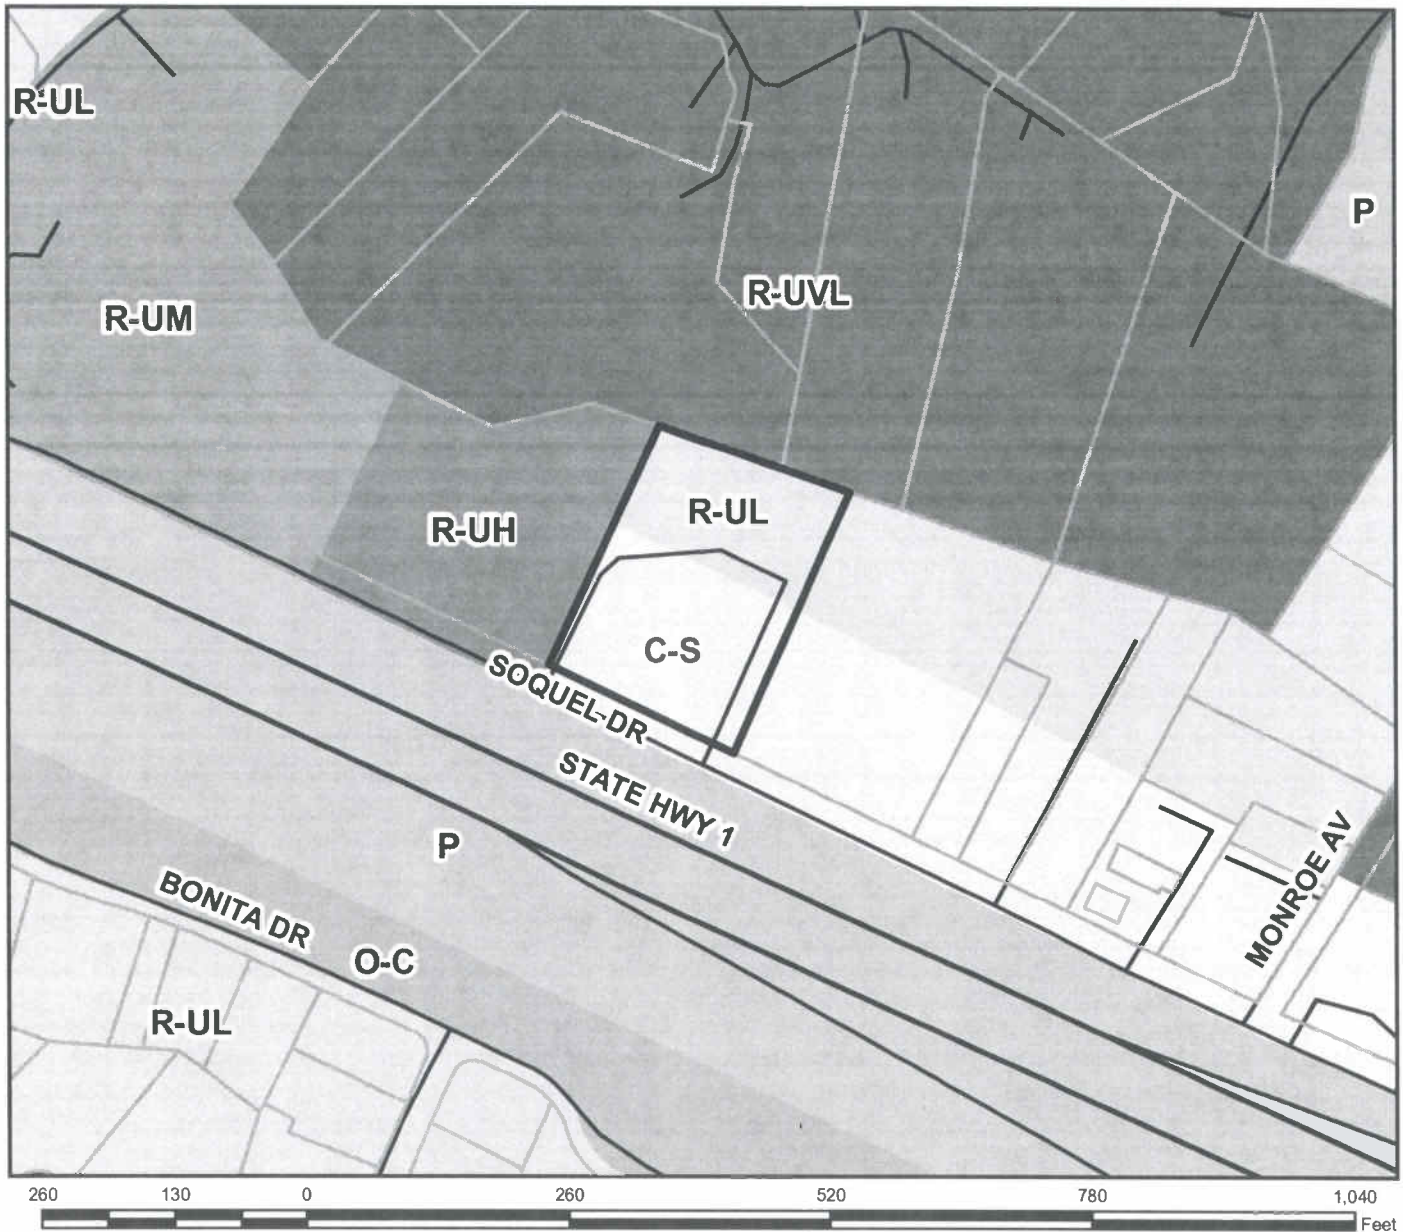 R-UL
P
R-UVL
R-UM
R-UL
R-UH
C-S
SOQUEL DR
STATE HWY 1
P
MONROE AV
BONITA DR
O-C
R-UL
260 130 0 260 520 780 1,040
Feet